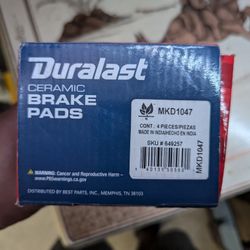 Duralast
CERAMIC
BRAKE
PADS
MKD1047
CONT: 4 PIECES/PIEZAS
MADE IN INDIA/HECHO EN INDIA
SKU # 649257
MKD1047
WARNING: Cancer and Reproductive Harm -
www.P65warnings.ca.gov
DISTRIBUTED BY BEST PARTS, INC., MEMPHIS, TN 38103